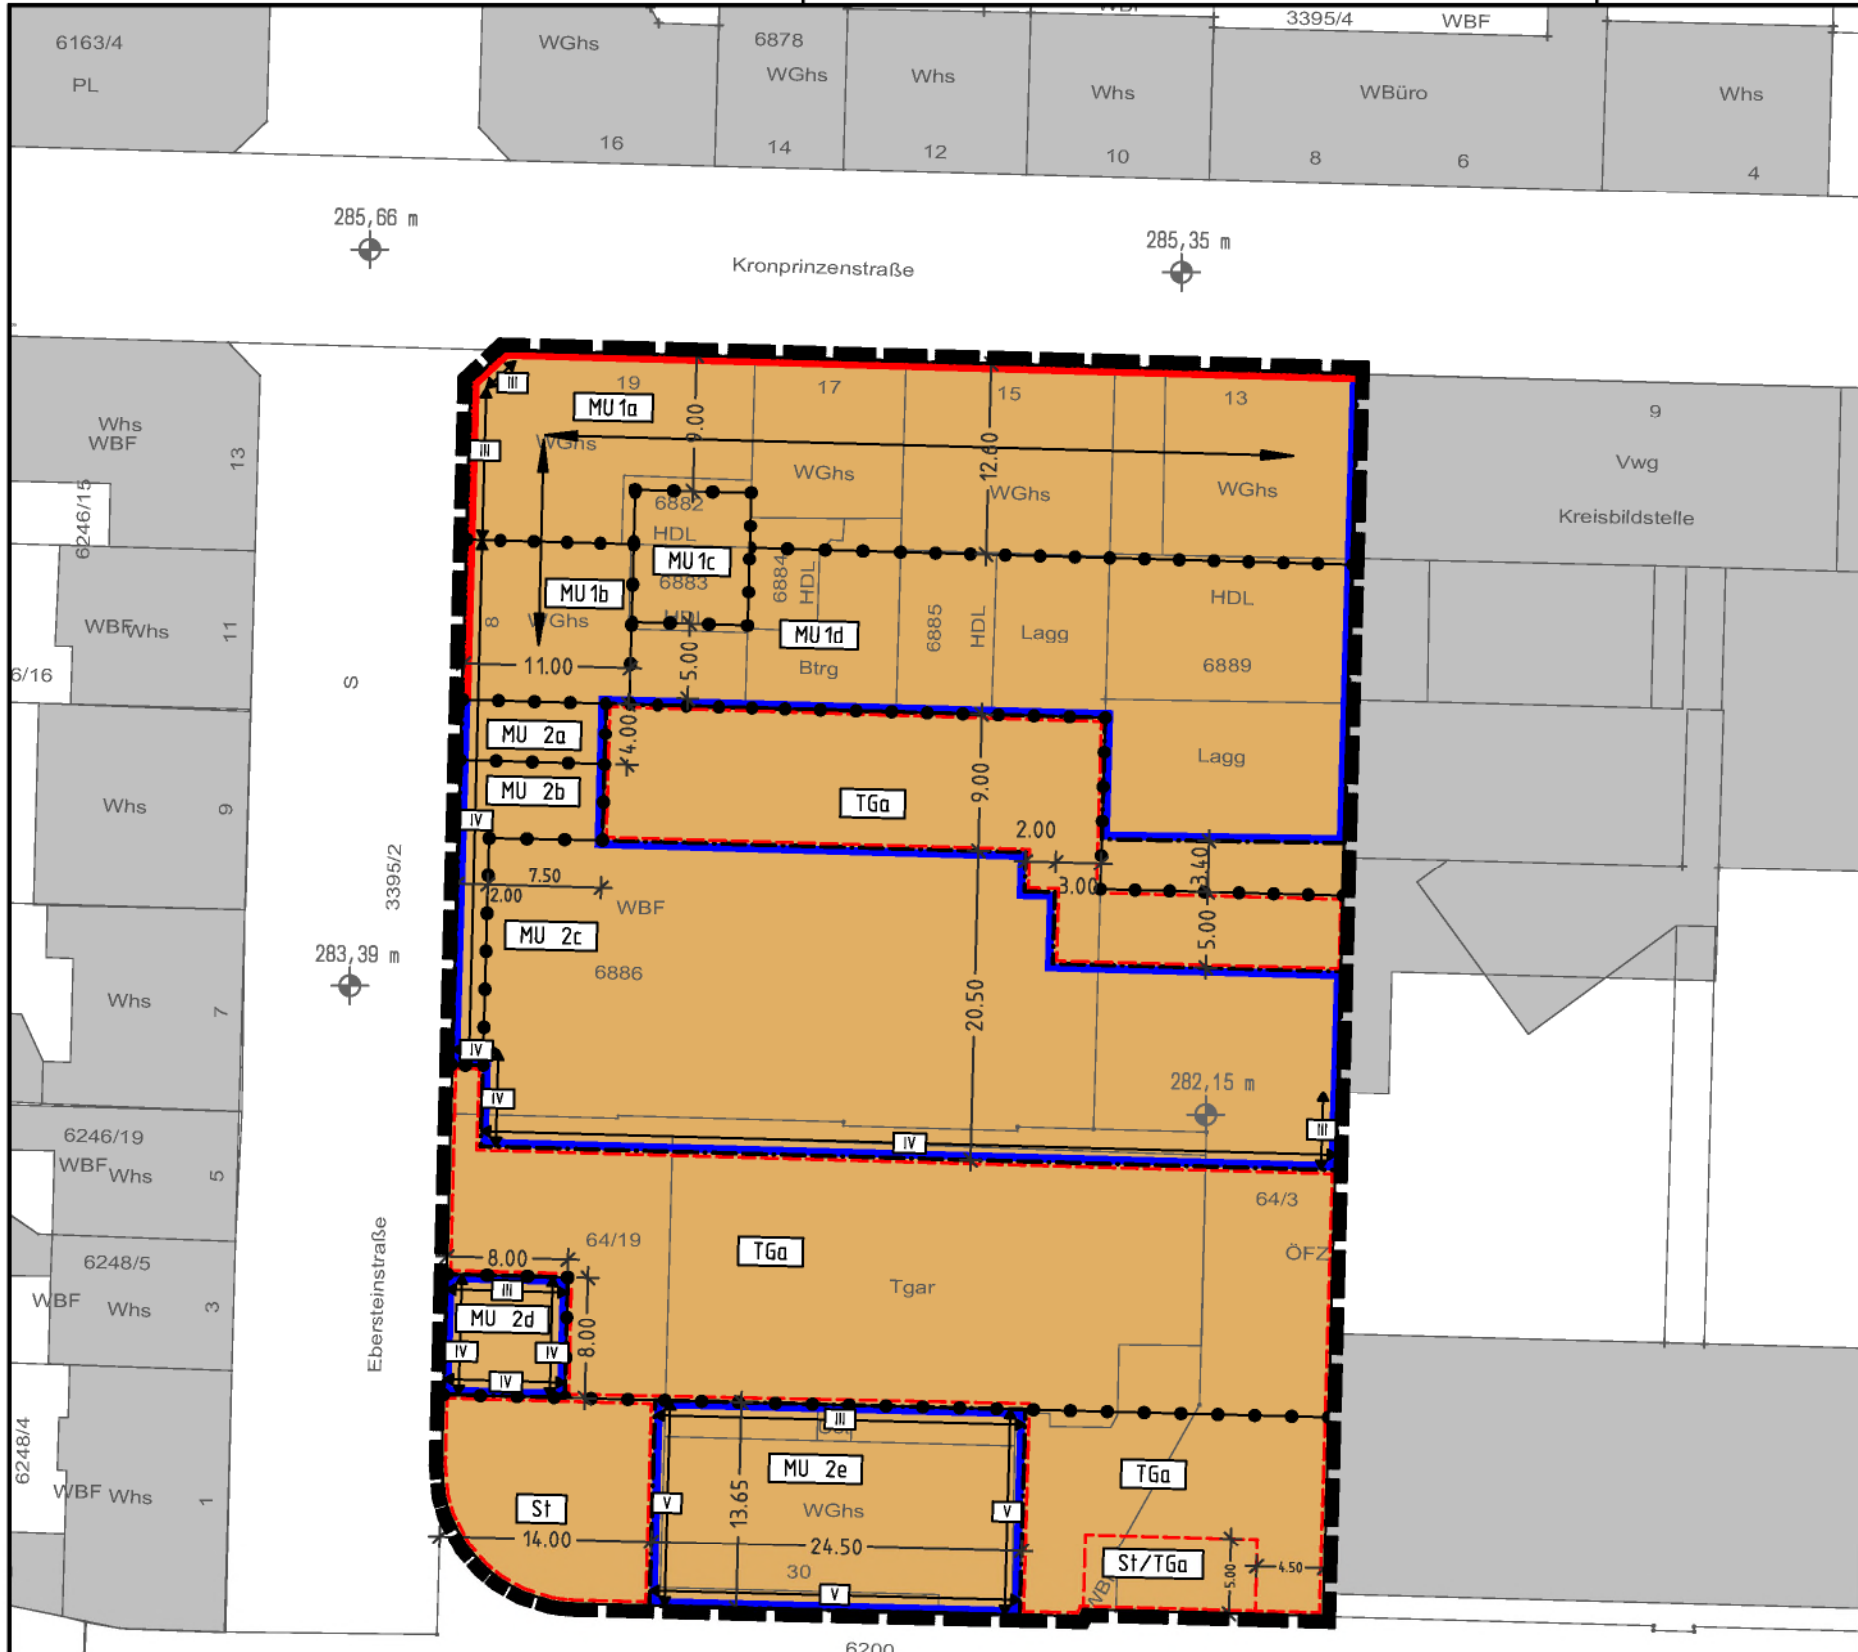 3395/4
WBF
6163/4
PL
WGhs
6878
WGhs
Whs
Whs
WBüro
Whs
16
14
12
10
8
6
4
285,66 m
285,35 m
Kronprinzenstraße
III
19
17
15
13
9
MU 1a
9.00
12.60
Whs
WBF
13
III
WGhs
WGhs
WGhs
WGhs
Vwg
Kreisbildstelle
6246/15
6882
HDL
MU 1c
6883
HDL
6884
HDL
MU 1b
WGhs
8
WBF
Whs
11
MU 1d
Btrg
6885
HDL
Lagg
HDL
6889
6/16
S
11.00
5.00
MU 2a
4.00
Lagg
MU 2b
TGa
9.00
Whs
9
IV
2.00
3.40
3395/2
7.50
2.00
3.00
WBF
5.00
MU 2c
283,39 m
6886
Whs
7
20.50
IV
IV
282,15 m
III
6246/19
WBF
Whs
5
IV
64/3
64/19
TGa
ÖFZ
8.00
Tgar
6248/5
WBF
Whs
3
III
MU 2d
8.00
IV
IV
IV
Ebersteinstraße
III
6248/4
MU 2e
TGa
WBF
Whs
1
St
V
13.65
WGhs
V
14.00
24.50
St/TGa
5.00
4.50
30
V
WBF
6200